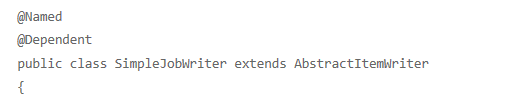 @Named
@Dependent
public class SimpleJobWriter extends AbstractItemWriter
{